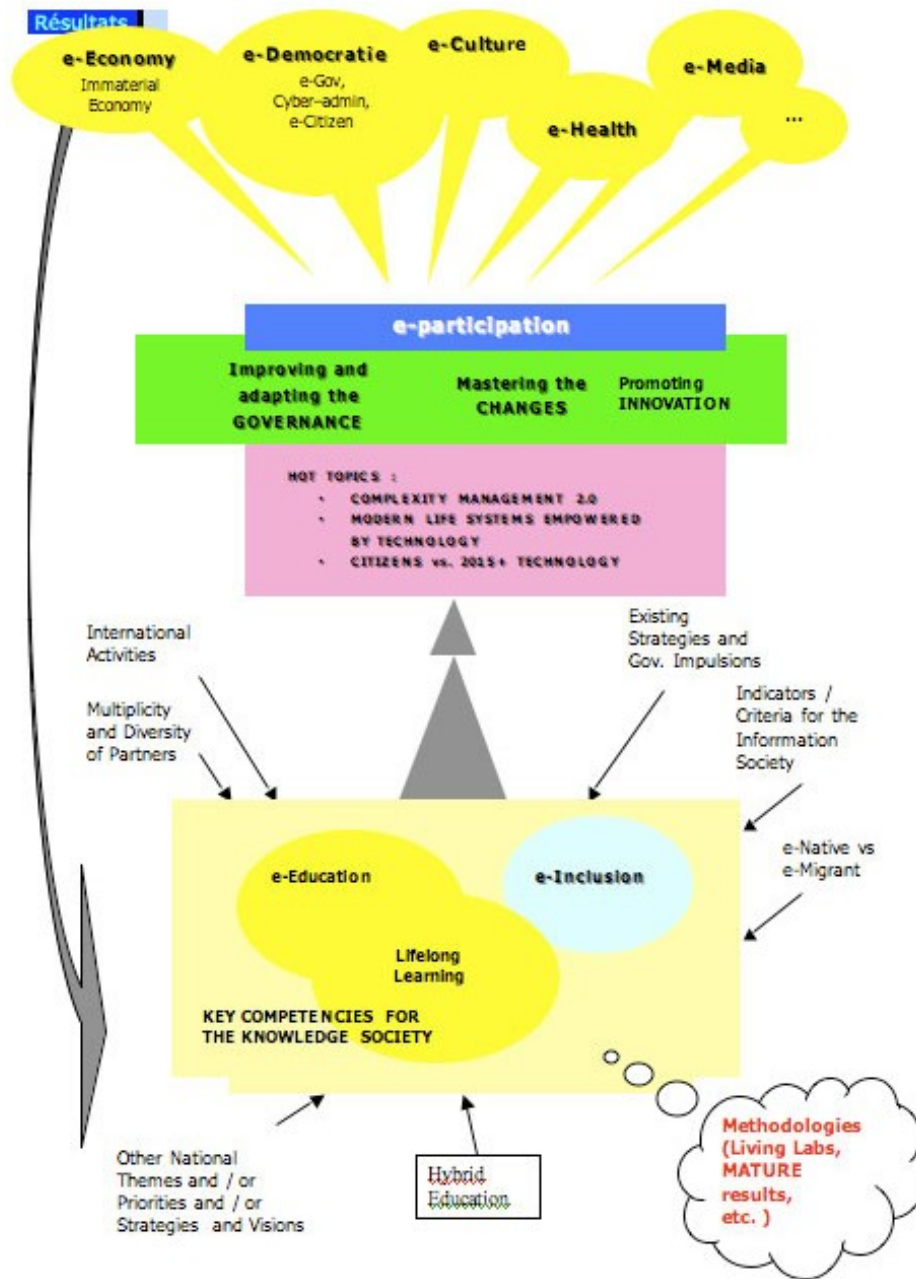 Résultats
e-Economy
Immaterial
Economy
e-Democratie
e-Gov,
Cyber-admin,
e-Citizen
e-Culture
e-Health
e-Media
...
e-participation
Improving and
adapting the
GOVERNANCE
Mastering the
CHANGES
Promoting
INNOVATION
HOT TOPICS :
• COMPLEXITY MANAGEMENT 2.0
• MODERN LIFE SYSTEMS EMPOWERED
BY TECHNOLOGY
• CITIZENS vs. 2015+ TECHNOLOGY
International
Activities
Multiplicity
and Diversity
of Partners
Existing
Strategies and
Gov. Impulsions
Indicators /
Criteria for the
Inforrmation
Society
e-Native vs
e-Migrant
e-Education
e-Inclusion
Lifelong
Learning
KEY COMPETENCIES FOR
THE KNOWLEDGE SOCIETY
Other National
Themes and / or
Priorities and / or
Strategies and Visions
Hybrid
Education
Methodologies
(Living Labs,
MATURE
results,
etc. )